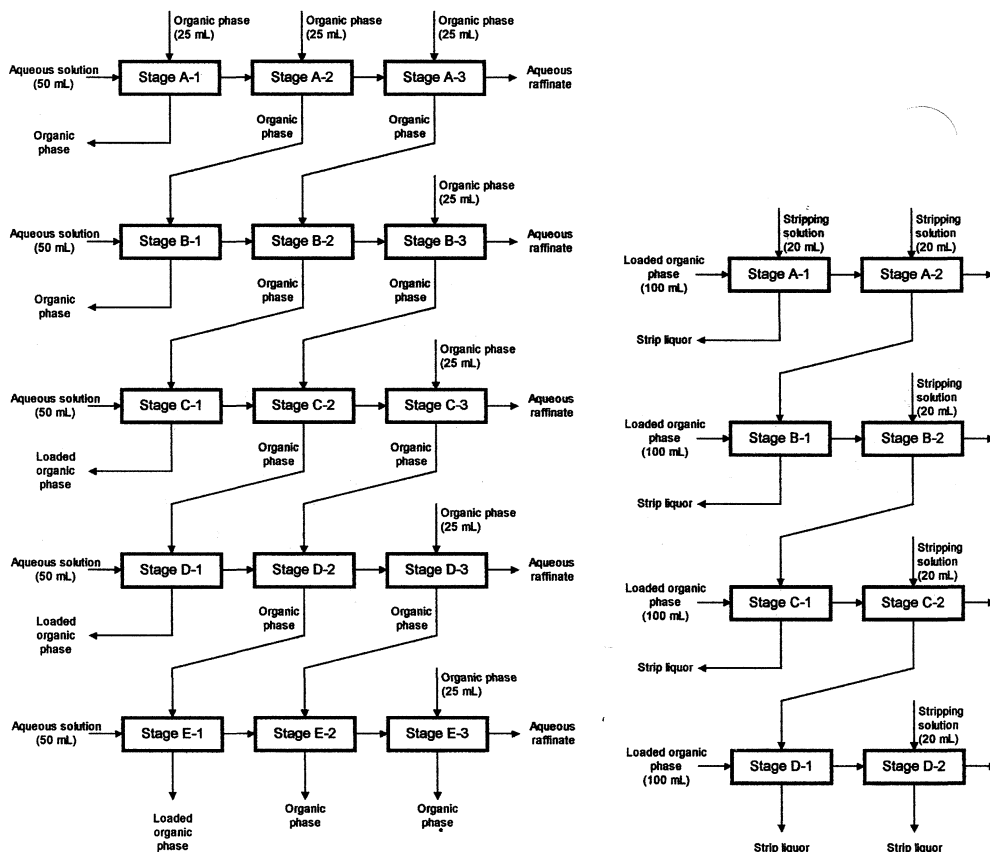 Organic phase
(25 mL)
Organic phase
(25 mL)
Organic phase
(25 mL)
Aqueous solution
(50 mL)
Stage A-1
Stage A-2
Stage A-3
Aqueous
raffinate
Organic
phase
Organic
phase
Organic
phase
Organic phase
(25 mL)
Aqueous solution
(50 mL)
Stage B-1
Stage B-2
Stage B-3
Aqueous
raffinate
Organic
phase
Organic
phase
Organic
phase
Organic phase
(25 mL)
Aqueous solution
(50 mL)
Stage C-1
Stage C-2
Stage C-3
Aqueous
raffinate
Loaded
organic
phase
Organic
phase
Organic
phase
Organic phase
(25 mL)
Aqueous solution
(50 mL)
Stage D-1
Stage D-2
Stage D-3
Aqueous
raffinate
Loaded
organic
phase
Organic
phase
Organic
phase
Organic phase
(25 mL)
Aqueous solution
(50 mL)
Stage E-1
Stage E-2
Stage E-3
Aqueous
raffinate
Loaded
organic
phase
Organic
phase
Organic
phase
Stripping
solution
(20 mL)
Stripping
solution
(20 mL)
Loaded organic
phase
(100 mL)
Stage A-1
Stage A-2
Strip liquor
Stripping
solution
(20 mL)
Loaded organic
phase
(100 mL)
Stage B-1
Stage B-2
Strip liquor
Stripping
solution
(20 mL)
Loaded organic
phase
(100 mL)
Stage C-1
Stage C-2
Strip liquor
Stripping
solution
(20 mL)
Loaded organic
phase
(100 mL)
Stage D-1
Stage D-2
Strip liquor
Strip liquor